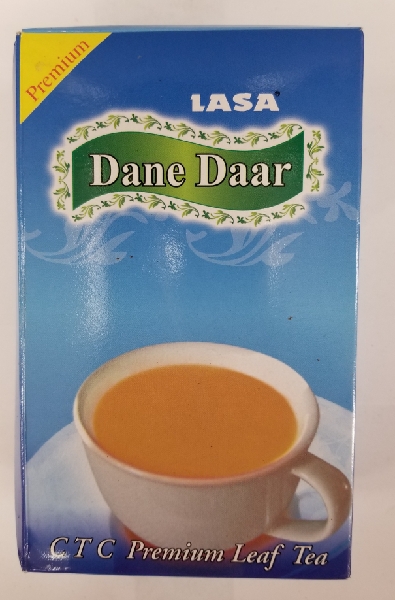 Premium
LASA
Dane Daar
C T C Premium Leaf Tea